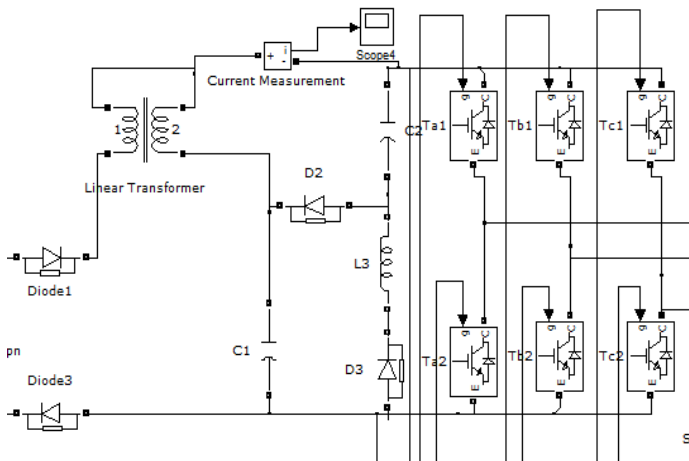 i
+
-
Scope4
Current Measurement
1
2
Linear Transformer
C2
g C
E
Ta1
g C
E
Tb1
g C
E
Tc1
D2
L3
Diode1
C1
D3
pn
Diode3
g C
E
Ta2
g C
E
Tb2
g C
E
Tc2
S